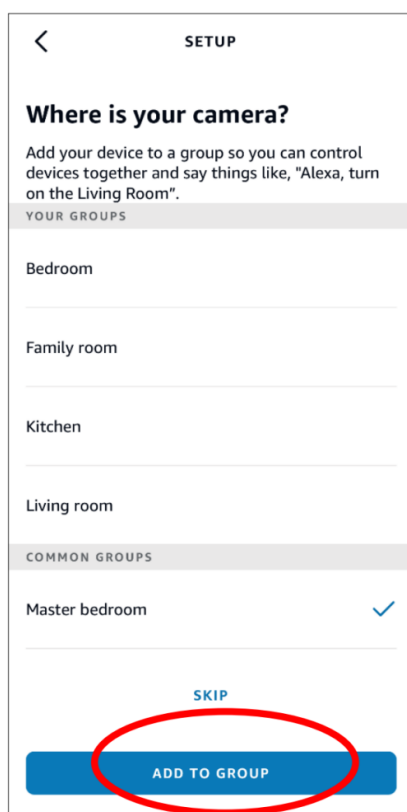 SETUP
Where is your camera?
Add your device to a group so you can control
devices together and say things like, "Alexa, turn
on the Living Room".
YOUR GROUPS
Bedroom
Family room
Kitchen
Living room
COMMON GROUPS
Master bedroom
SKIP
ADD TO GROUP